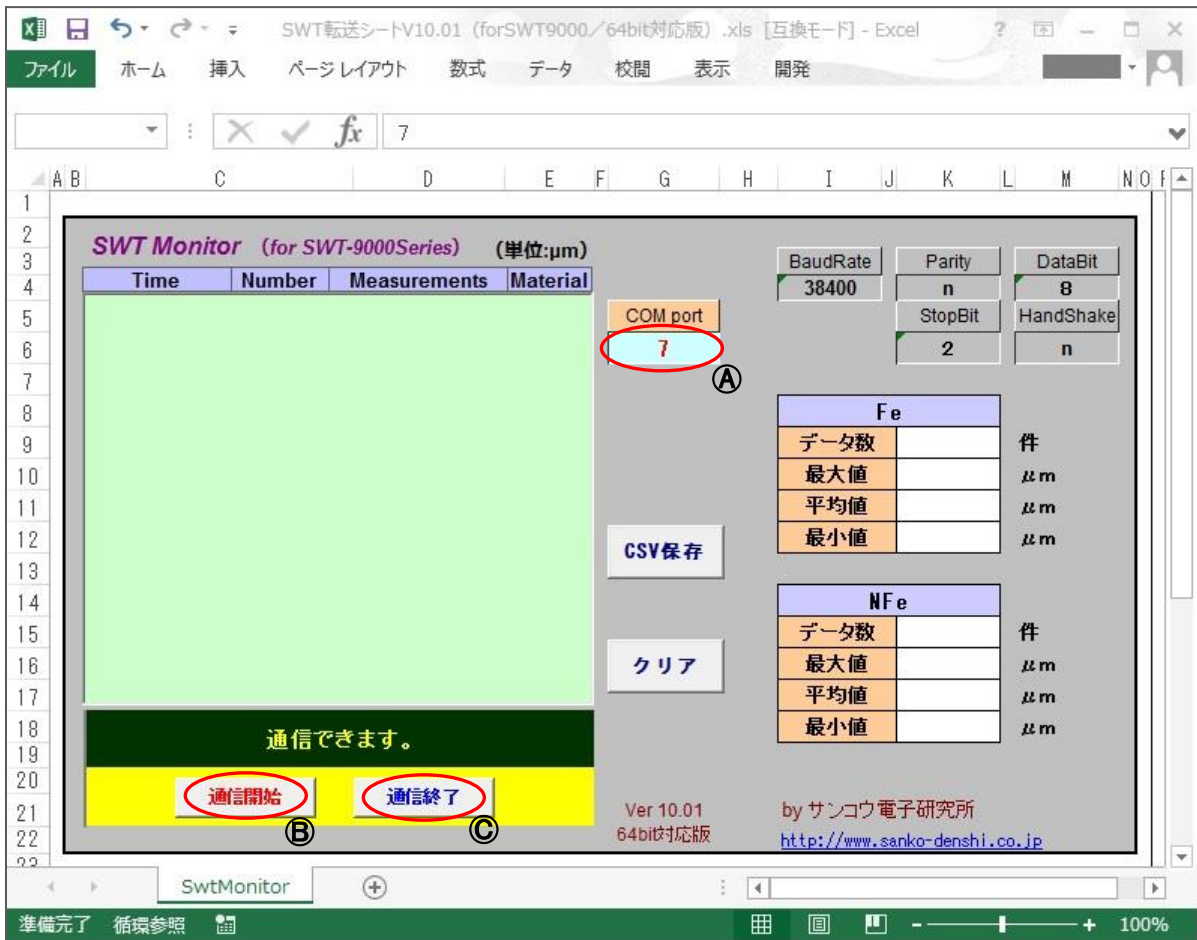 SWT転送シートV10.01（forSWT9000／64bit対応版）.xls [互換モード] - Excel
ファイル ホーム 挿入 ページ レイアウト 数式 データ 校閲 表示 開発
fx 7
A B C D E F G H I J K L M N O
1
2
SWT Monitor （for SWT-9000Series） （単位:μm）
3
BaudRate Parity DataBit
Time Number Measurements Material
4
38400 n 8
5
COM port StopBit HandShake
6
7 2 n
7
Ⓐ
8
Fe
9
データ数 件
10
最大値 μm
11
平均値 μm
12
最小値 μm
CSV保存
13
14
NFe
15
データ数 件
16
クリア
最大値 μm
17
平均値 μm
18
通信できます。
最小値 μm
19
20
通信開始 通信終了
21
Ver 10.01 by サンコウ電子研究所
Ⓑ Ⓒ
22
64bit対応版 http://www.sanko-denshi.co.jp
23
SwtMonitor
準備完了 循環参照 100%